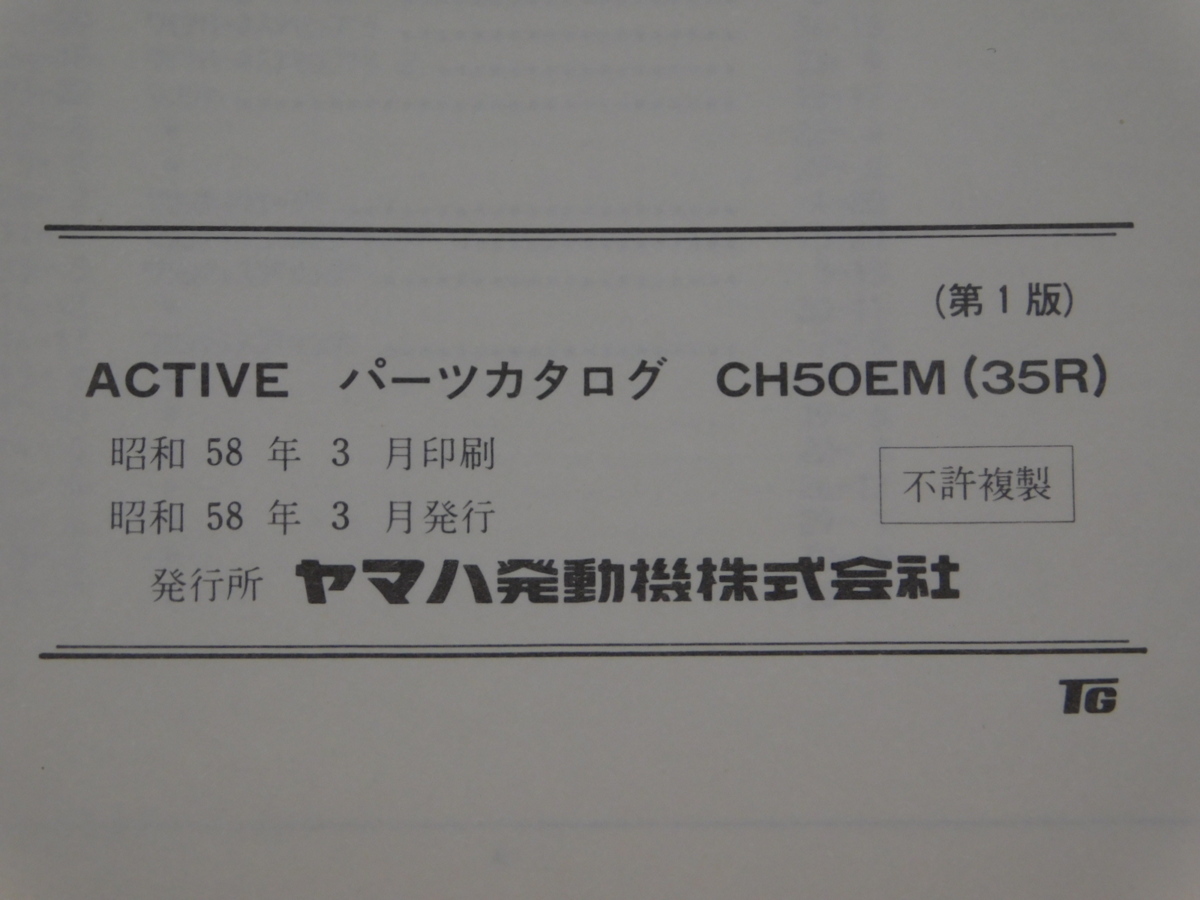 (第1版)
ACTIVE パーツカタログ CH50EM (35R)
昭和 58 年 3 月印刷
昭和 58 年 3 月発行
不許複製
発行所 ヤマハ発動機株式会社
TG